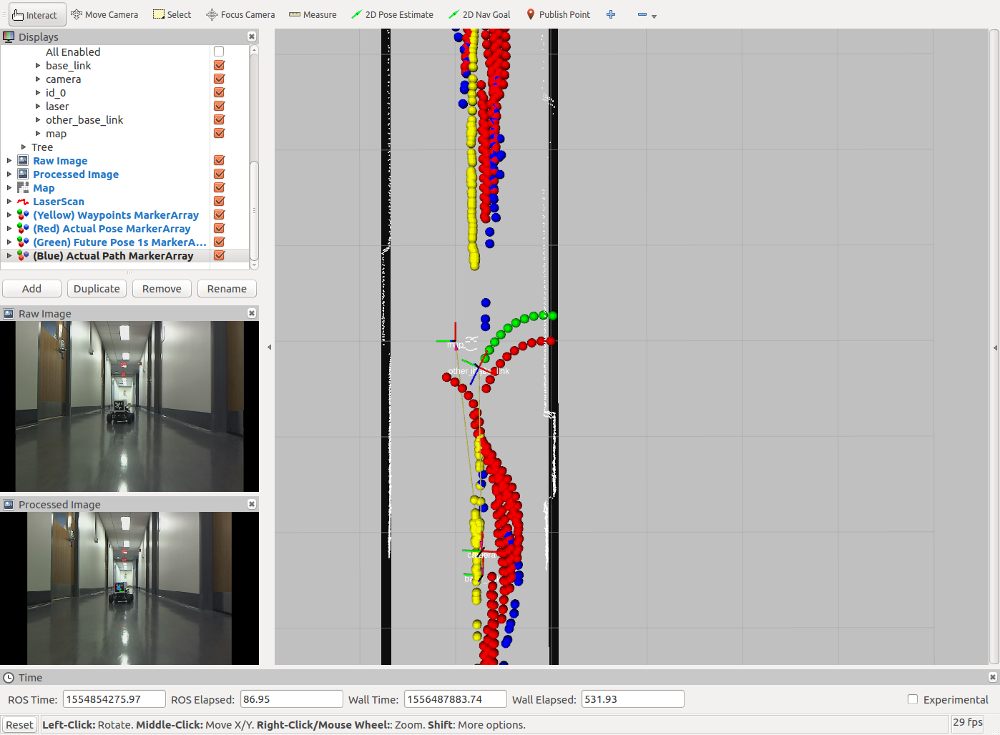 Interact Move Camera Select Focus Camera Measure 2D Pose Estimate 2D Nav Goal Publish Point
Displays
All Enabled
base_link
camera
id_0
laser
other_base_link
map
Tree
Raw Image
Processed Image
Map
LaserScan
(Yellow) Waypoints MarkerArray
(Red) Actual Pose MarkerArray
(Green) Future Pose 1s MarkerA...
(Blue) Actual Path MarkerArray
Add Duplicate Remove Rename
Raw Image
Processed Image
map
other_base_link
camera
Time
ROS Time: 1554854275.97 ROS Elapsed: 86.95 Wall Time: 1556487883.74 Wall Elapsed: 531.93 Experimental
Reset Left-Click: Rotate. Middle-Click: Move X/Y. Right-Click/Mouse Wheel:: Zoom. Shift: More options. 29 fps